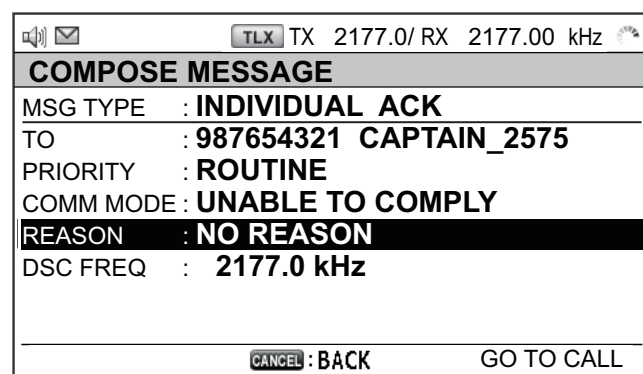 TLX TX 2177.0/ RX 2177.00 kHz
COMPOSE MESSAGE
MSG TYPE : INDIVIDUAL ACK
TO : 987654321 CAPTAIN_2575
PRIORITY : ROUTINE
COMM MODE : UNABLE TO COMPLY
REASON : NO REASON
DSC FREQ : 2177.0 kHz
CANCEL : BACK GO TO CALL